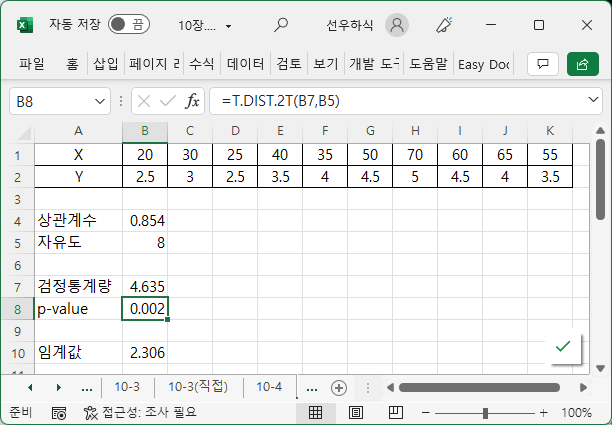 자동 저장 끔 10장.... 선우하식
파일 홈 삽입 페이지 리 수식 데이터 검토 보기 개발 도구 도움말 Easy Doc
B8 fx =T.DIST.2T(B7,B5)
A B C D E F G H I J K
1 X 20 30 25 40 35 50 70 60 65 55
2 Y 2.5 3 2.5 3.5 4 4.5 5 4.5 4 3.5
3
4 상관계수 0.854
5 자유도 8
6
7 검정통계량 4.635
8 p-value 0.002
9
10 임계값 2.306
... 10-3 10-3(직접) 10-4 ...
준비 접근성: 조사 필요 100%